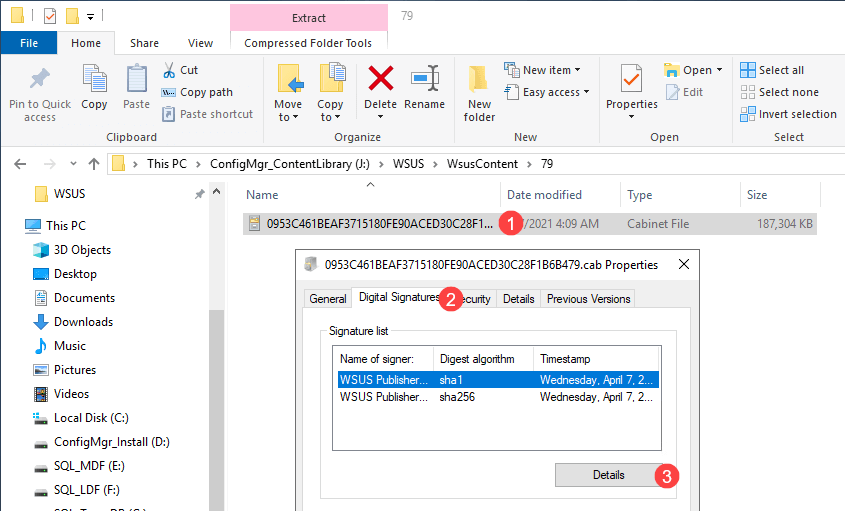 Extract
79
File
Home
Share
View
Compressed Folder Tools
Pin to Quick
access
Copy
Paste
Cut
Copy path
Paste shortcut
Clipboard
Move
to
Copy
to
Delete
Rename
Organize
New
folder
New item
Easy access
New
Properties
Open
Edit
Open
Select all
Select none
Invert selection
Select
This PC > ConfigMgr_ContentLibrary (J:) > WSUS > WsusContent > 79
Name
Date modified
Type
Size
0953C461BEAF3715180FE90ACED30C28F1... 1 /2021 4:09 AM Cabinet File 187,304 KB
WSUS
This PC
3D Objects
Desktop
Documents
Downloads
Music
Pictures
Videos
Local Disk (C:)
ConfigMgr_Install (D:)
SQL_MDF (E:)
SQL_LDF (F:)
0953C461BEAF3715180FE90ACED30C28F1B6B479.cab Properties
General
Digital Signatures
2
ecurity
Details
Previous Versions
Signature list
Name of signer:
Digest algorithm
Timestamp
WSUS Publisher... sha1 Wednesday, April 7, 2...
WSUS Publisher... sha256 Wednesday, April 7, 2...
Details
3